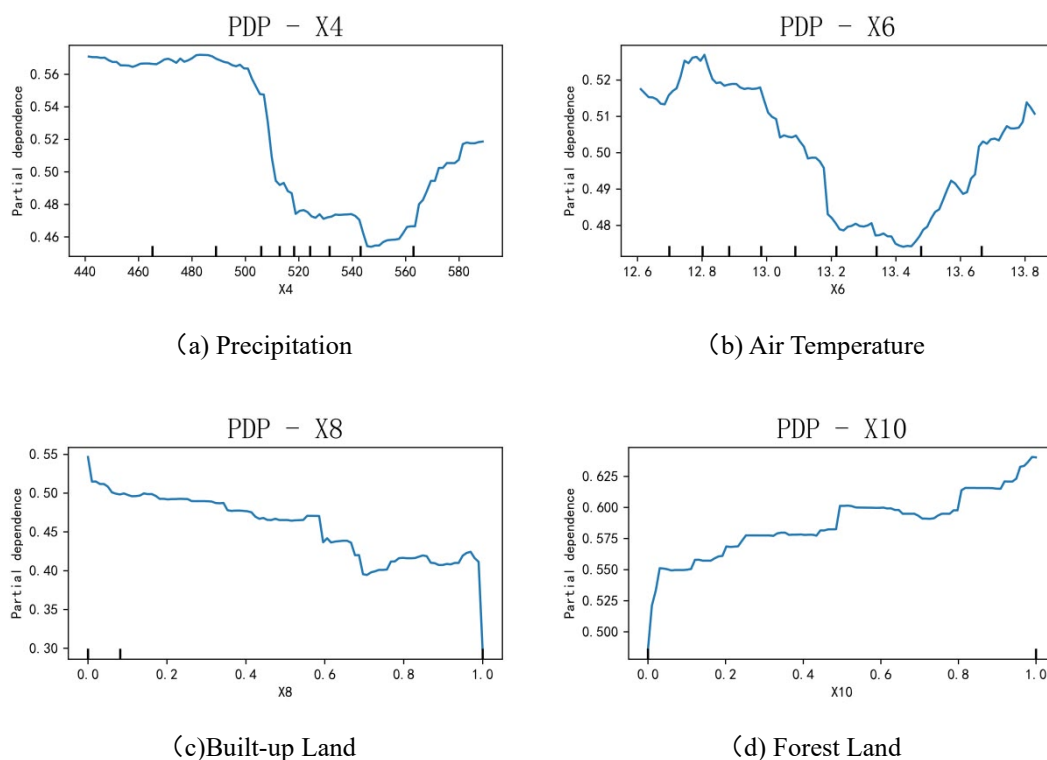 PDP - X4
Partial dependence
0.56
0.54
0.52
0.50
0.48
0.46
440 460 480 500 520 540 560 580
X4
（a) Precipitation
PDP - X6
Partial dependence
0.52
0.51
0.50
0.49
0.48
12.6 12.8 13.0 13.2 13.4 13.6 13.8
X6
（b) Air Temperature
PDP - X8
Partial dependence
0.55
0.50
0.45
0.40
0.35
0.30
0.0 0.2 0.4 0.6 0.8 1.0
X8
（c)Built-up Land
PDP - X10
Partial dependence
0.625
0.600
0.575
0.550
0.525
0.500
0.0 0.2 0.4 0.6 0.8 1.0
X10
（d) Forest Land